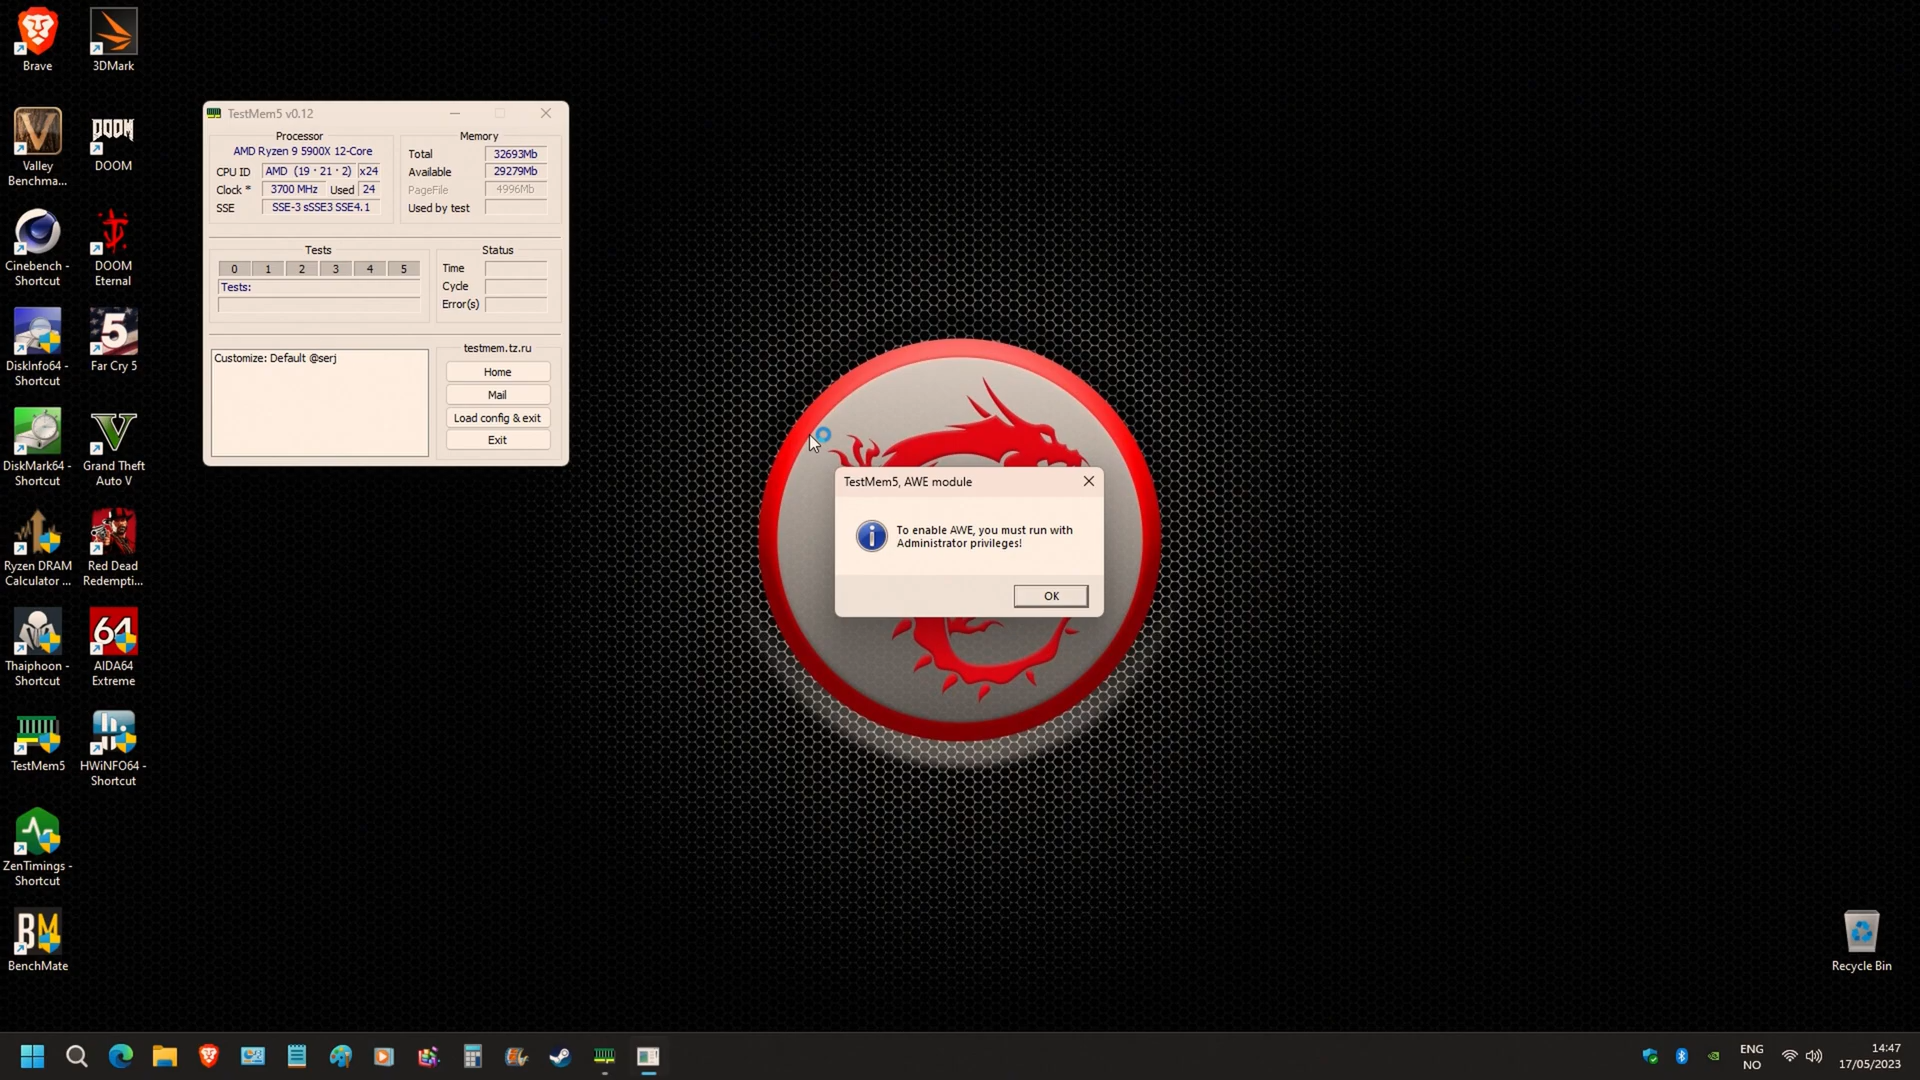 Brave
3DMark
Valley
Benchma...
DOOM
Cinebench -
Shortcut
DOOM
Eternal
DiskInfo64 -
Shortcut
Far Cry 5
DiskMark64 -
Shortcut
Grand Theft
Auto V
Ryzen DRAM
Calculator ...
Red Dead
Redempti...
Thaiphoon -
Shortcut
AIDA64
Extreme
TestMem5
HWiNFO64 -
Shortcut
ZenTimings -
Shortcut
BenchMate
V
DOOM
5
V
64
BM
TestMem5 v0.12
Processor
AMD Ryzen 9 5900X 12-Core
CPU ID AMD (19 · 21 · 2) x24
Clock * 3700 MHz Used 24
SSE SSE-3 sSSE3 SSE4.1
Memory
Total 32693Mb
Available 29279Mb
PageFile 4996Mb
Used by test
Tests
0 1 2 3 4 5
Tests:
Status
Time
Cycle
Error(s)
Customize: Default @serj
testmem.tz.ru
Home
Mail
Load config & exit
Exit
TestMem5, AWE module
To enable AWE, you must run with
Administrator privileges!
OK
Recycle Bin
ENG
NO
14:47
17/05/2023